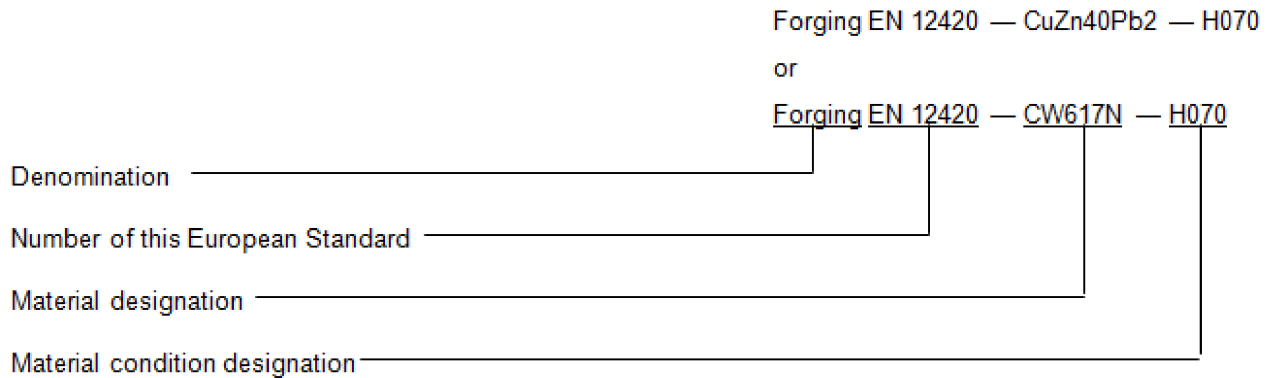 Forging EN 12420 — CuZn40Pb2 — H070
or
Forging EN 12420 — CW617N — H070
Denomination
Number of this European Standard
Material designation
Material condition designation